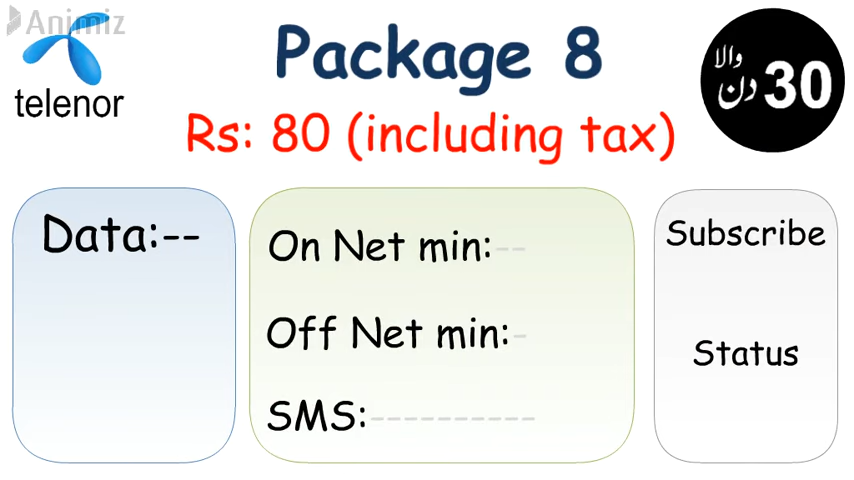 Animiz
telenor
Package 8
Rs: 80 (including tax)
والا
30 دن
Data:--
On Net min:--
Off Net min:-
SMS:----------
Subscribe
Status